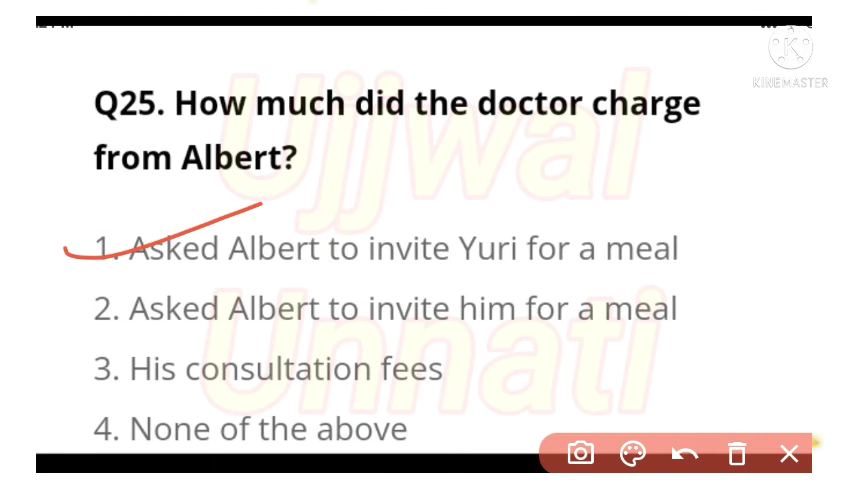 KINEMASTER
Q25. How much did the doctor charge
from Albert?
1. Asked Albert to invite Yuri for a meal
2. Asked Albert to invite him for a meal
3. His consultation fees
4. None of the above
Ujjwal
Unnati